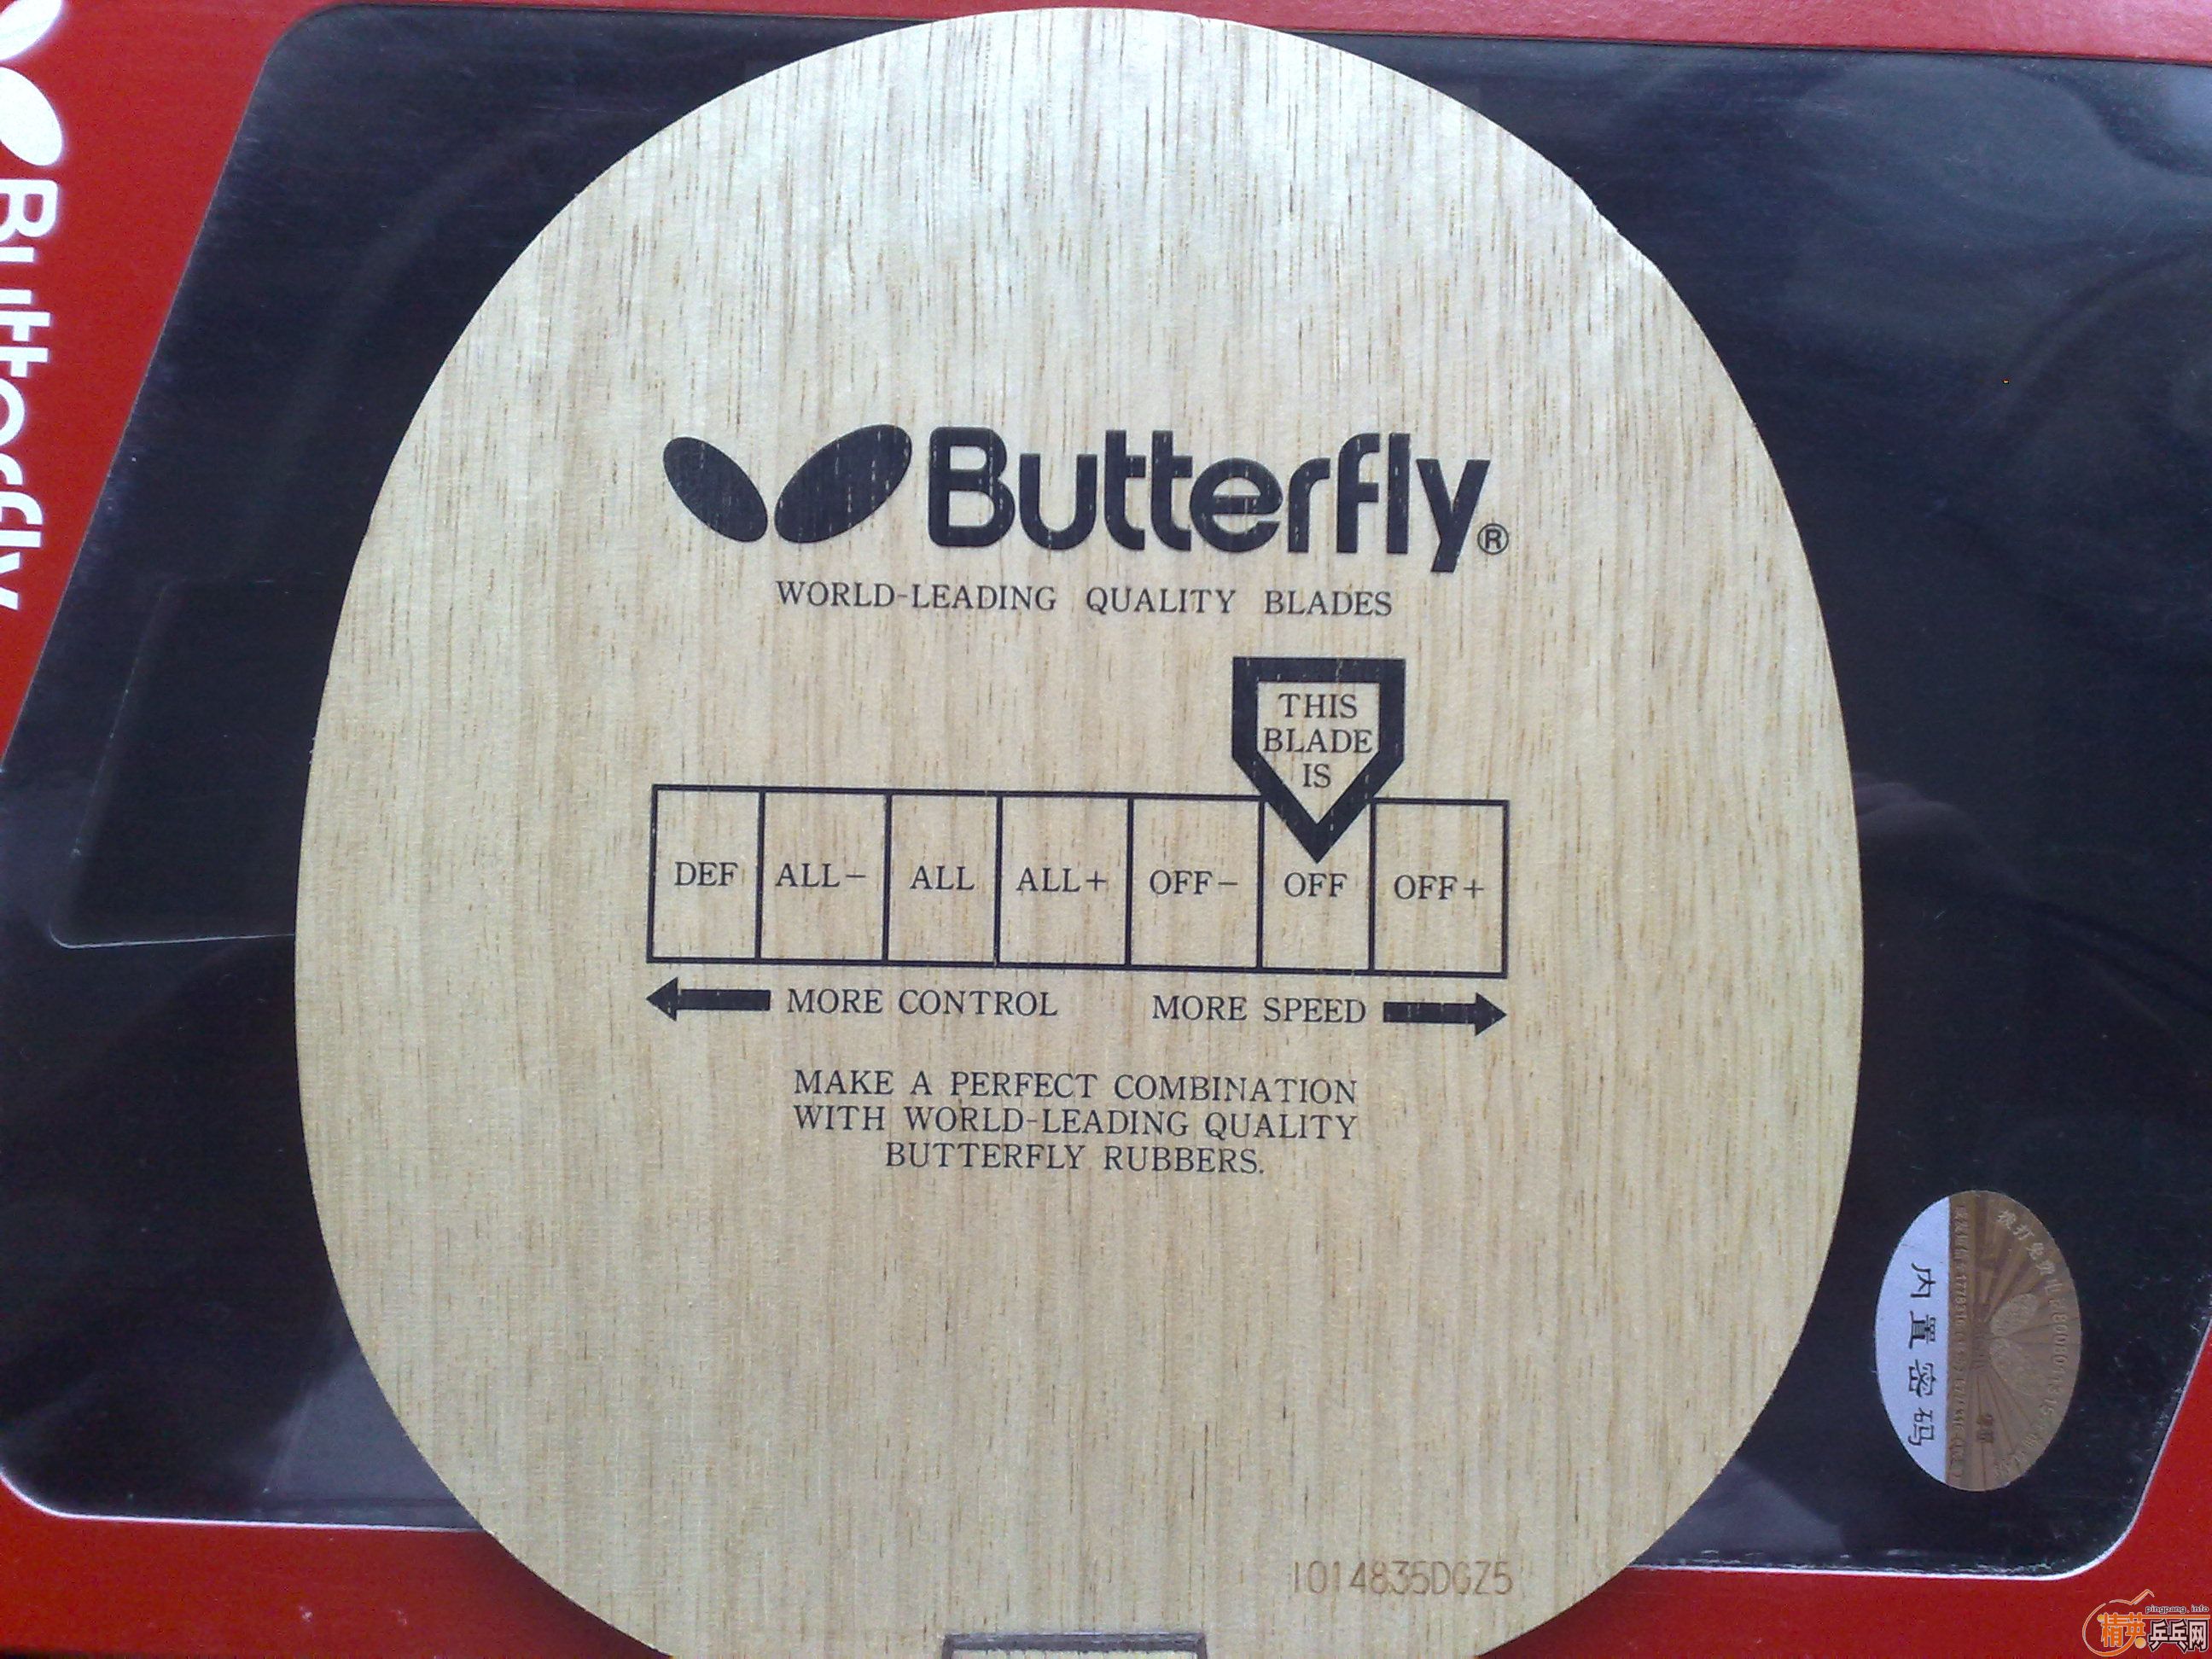 Butterfly®
WORLD-LEADING QUALITY BLADES
THIS
BLADE
IS
DEF ALL- ALL ALL+ OFF- OFF OFF+
MORE CONTROL MORE SPEED
MAKE A PERFECT COMBINATION
WITH WORLD-LEADING QUALITY
BUTTERFLY RUBBERS.
1014835DGZ5
Butterfly
内置密码
pingpang.info
精英乒乓网